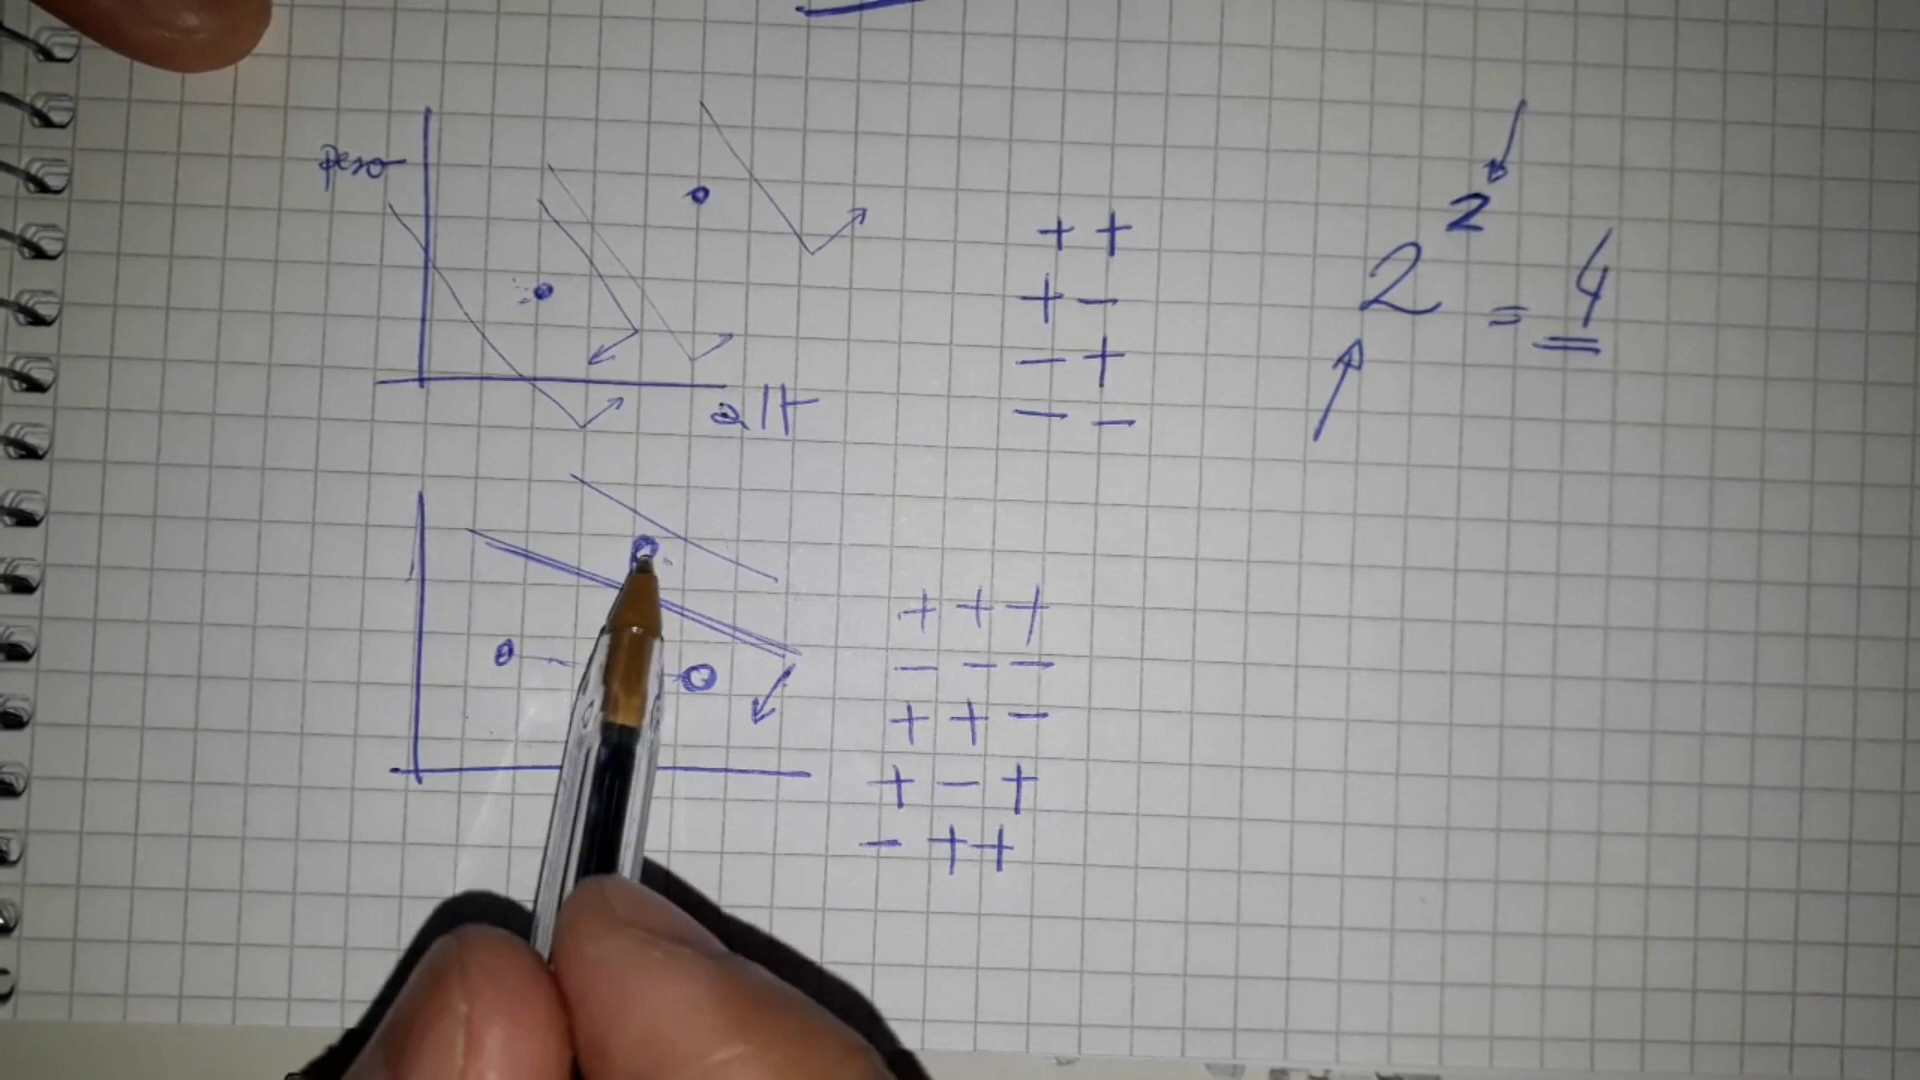 peso
alt
+ +
+ -
- +
- -
2² = 4
+ + +
- - -
+ + -
+ - +
- + +